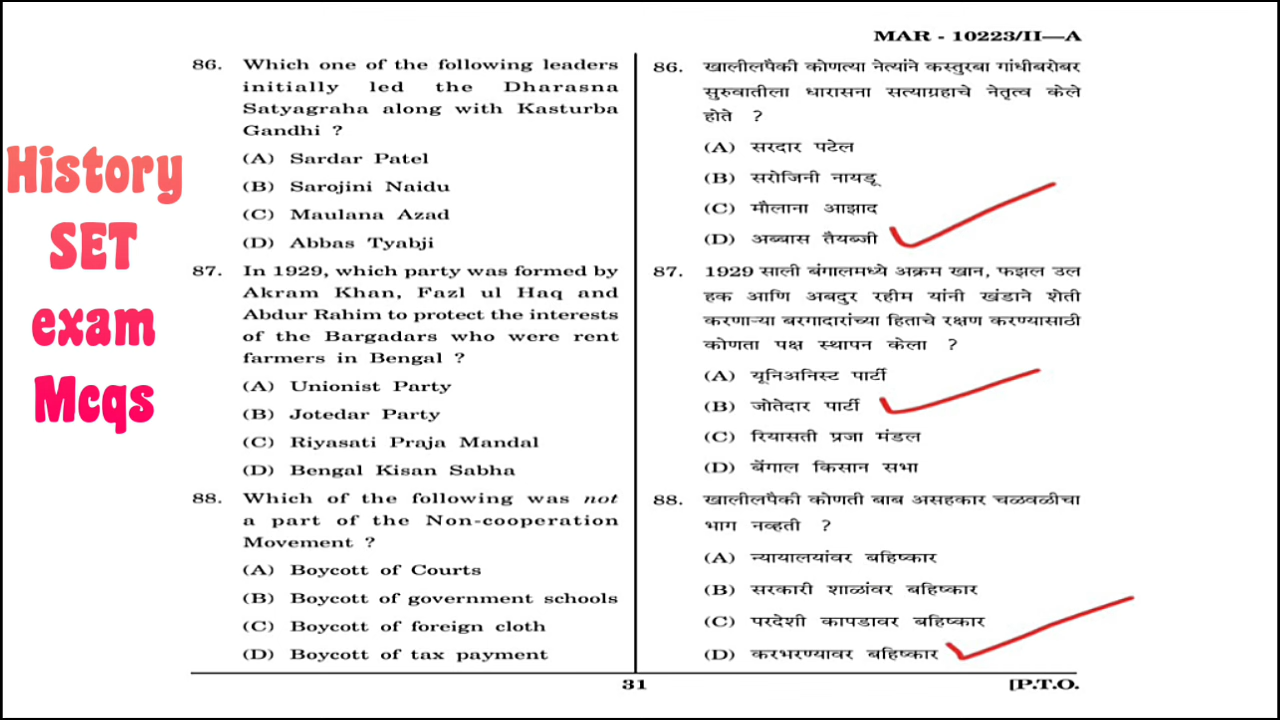 MAR - 10223/II—A
History
SET
exam
Mcqs
86. Which one of the following leaders
initially led the Dharasna
Satyagraha along with Kasturba
Gandhi ?
(A) Sardar Patel
(B) Sarojini Naidu
(C) Maulana Azad
(D) Abbas Tyabji
87. In 1929, which party was formed by
Akram Khan, Fazl ul Haq and
Abdur Rahim to protect the interests
of the Bargadars who were rent
farmers in Bengal ?
(A) Unionist Party
(B) Jotedar Party
(C) Riyasati Praja Mandal
(D) Bengal Kisan Sabha
88. Which of the following was not
a part of the Non-cooperation
Movement ?
(A) Boycott of Courts
(B) Boycott of government schools
(C) Boycott of foreign cloth
(D) Boycott of tax payment
86. खालीलपैकी कोणत्या नेत्यांने कस्तुरबा गांधीबरोबर
सुरुवातीला धारासना सत्याग्रहाचे नेतृत्व केले
होते ?
(A) सरदार पटेल
(B) सरोजिनी नायडू
(C) मौलाना आझाद
(D) अब्बास तैयब्जी
87. 1929 साली बंगालमध्ये अक्रम खान, फझल उल
हक आणि अबदुर रहीम यांनी खंडाने शेती
करणाऱ्या बरगादारांच्या हिताचे रक्षण करण्यासाठी
कोणता पक्ष स्थापन केला ?
(A) यूनिअनिस्ट पार्टी
(B) जोतेदार पार्टी
(C) रियासती प्रजा मंडल
(D) बेंगाल किसान सभा
88. खालीलपैकी कोणती बाब असहकार चळवळीचा
भाग नव्हती ?
(A) न्यायालयांवर बहिष्कार
(B) सरकारी शाळांवर बहिष्कार
(C) परदेशी कापडावर बहिष्कार
(D) करभरण्यावर बहिष्कार
31
[P.T.O.